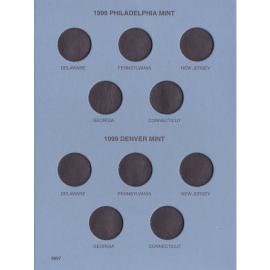 1999 PHILADELPHIA MINT
DELAWARE PENNSYLVANIA NEW JERSEY
GEORGIA CONNECTICUT
1999 DENVER MINT
DELAWARE PENNSYLVANIA NEW JERSEY
GEORGIA CONNECTICUT